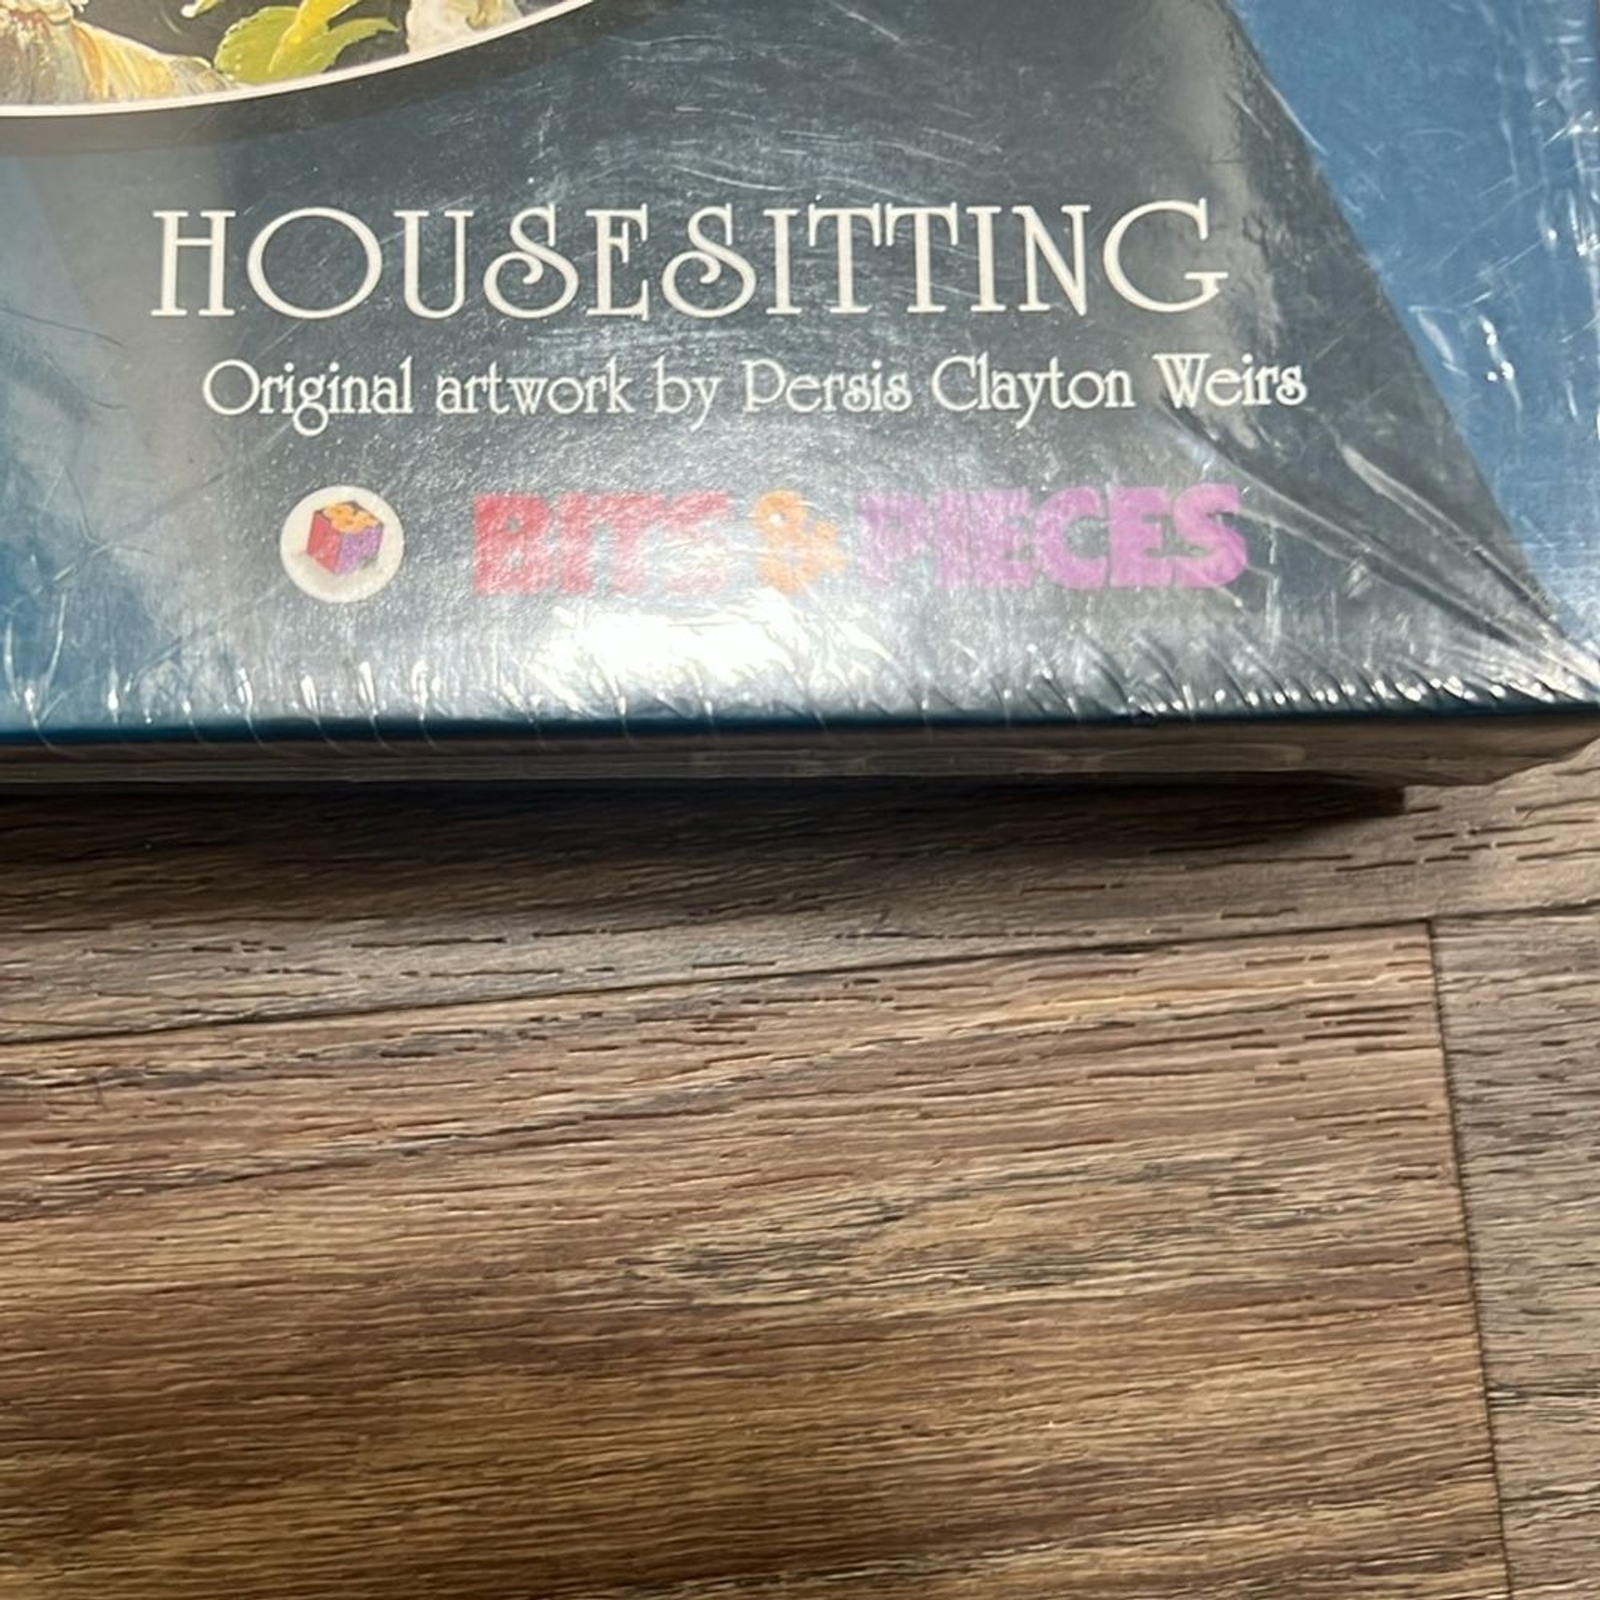 HOUSESITTING
Original artwork by Persis Clayton Weirs
BITS & PIECES